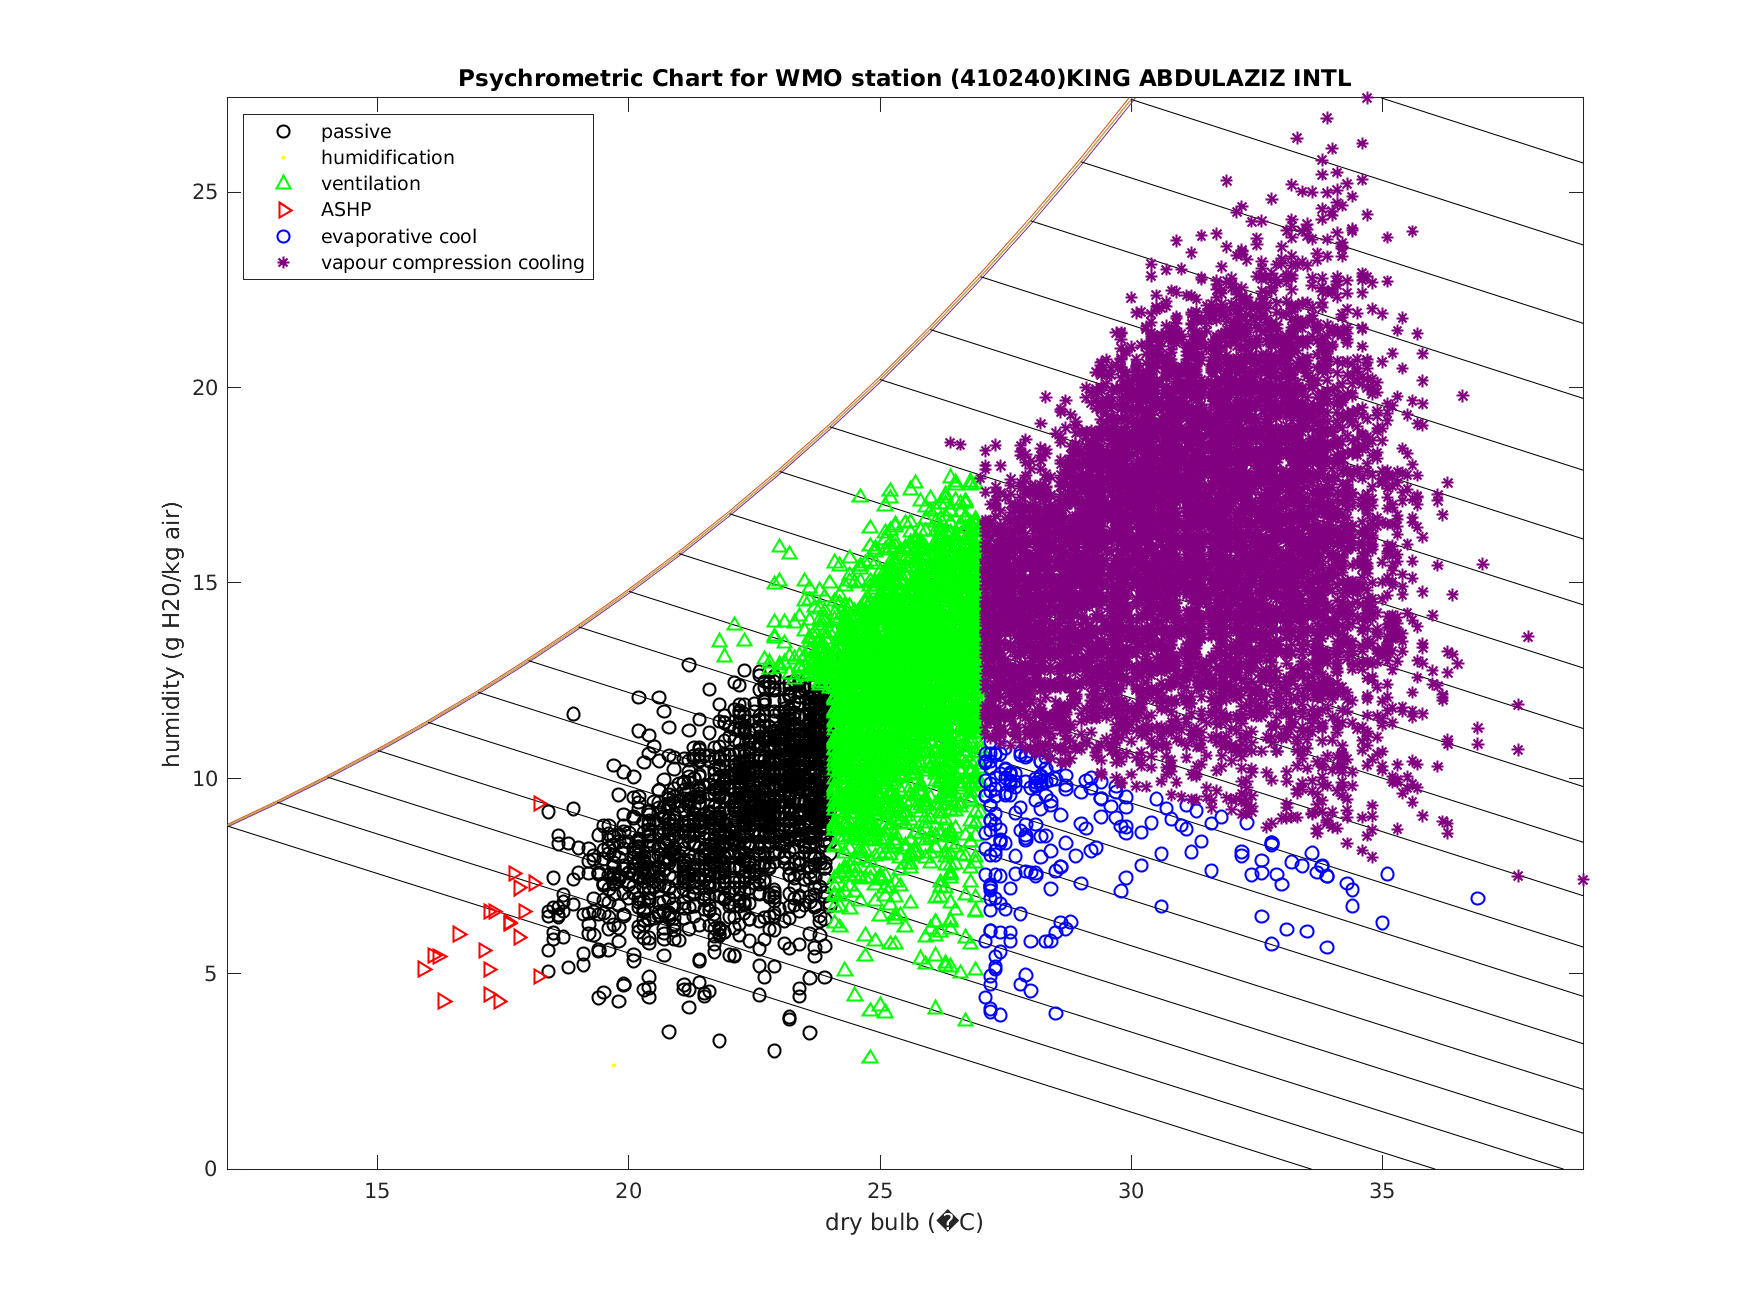 Psychrometric Chart for WMO station (410240)KING ABDULAZIZ INTL
passive
humidification
ventilation
ASHP
evaporative cool
vapour compression cooling
humidity (g H20/kg air)
25
20
15
10
5
0
15 20 25 30 35
dry bulb (�C)